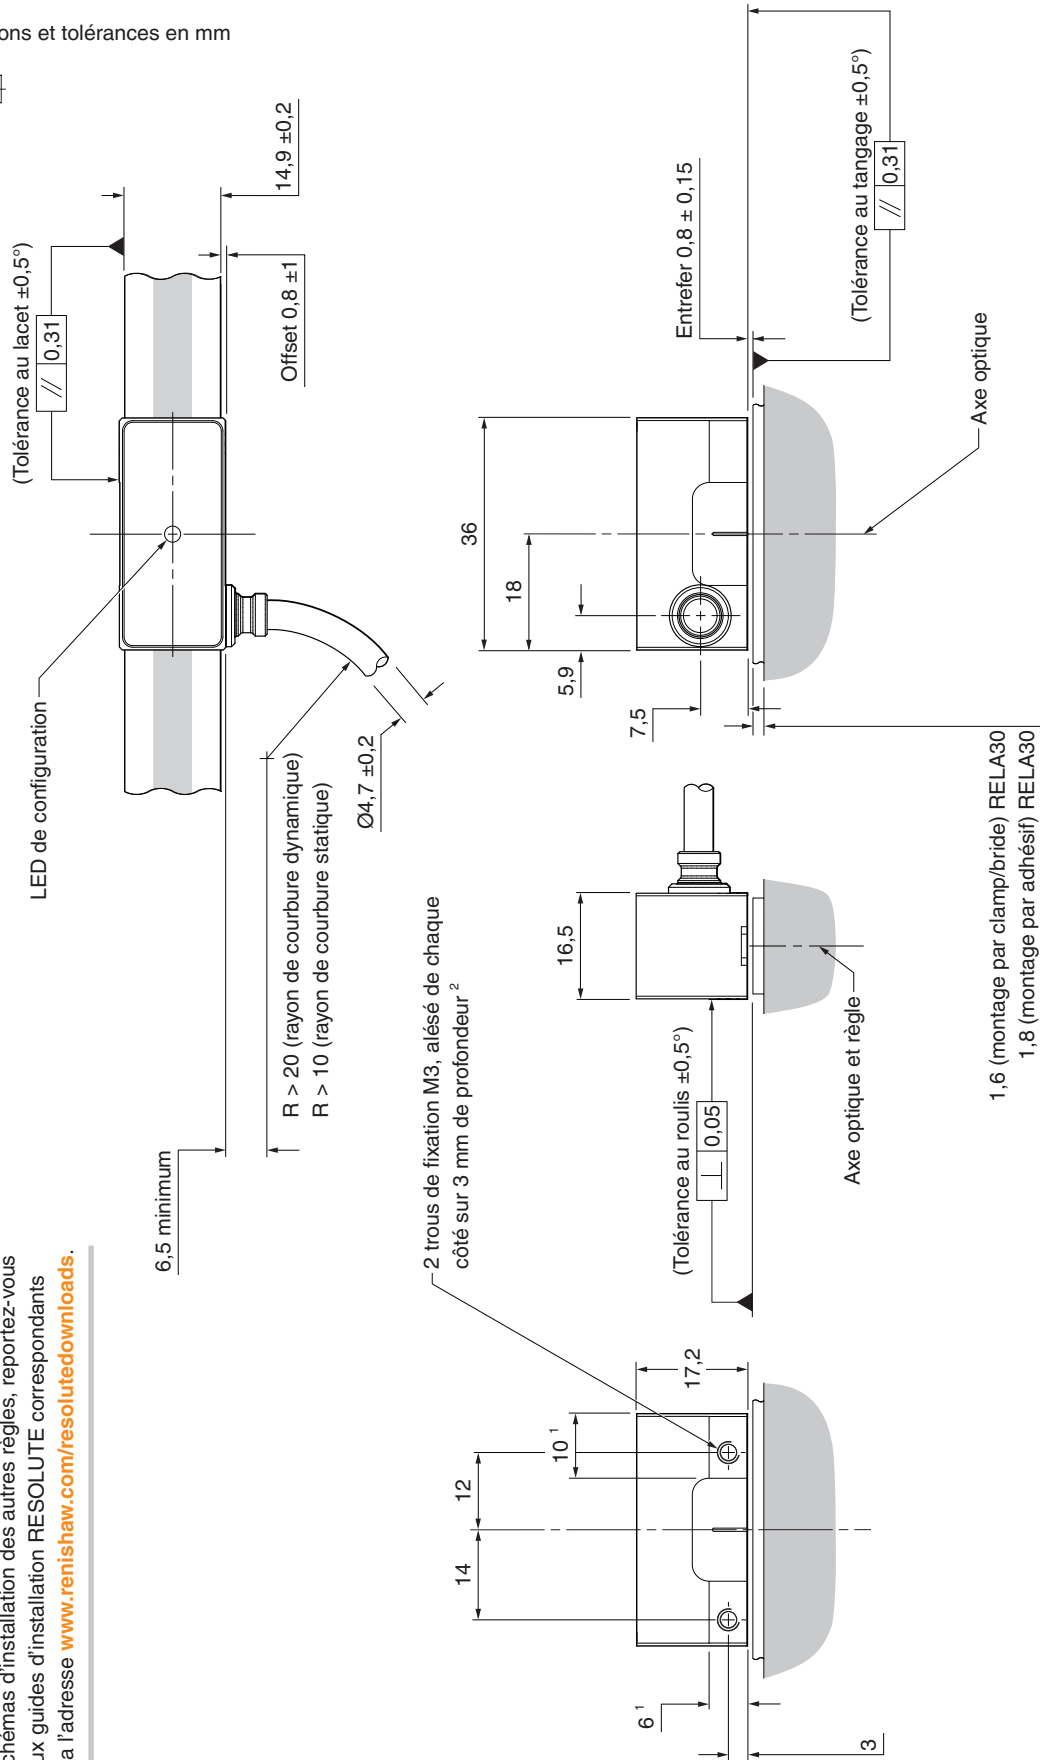 ons et tolérances en mm
chémas d'installation des autres règles, reportez-vous
ux guides d'installation RESOLUTE correspondants
a l'adresse www.renishaw.com/resolutedownloads.
(Tolérance au lacet ±0,5°)
// 0,31
14,9 ±0,2
Offset 0,8 ±1
LED de configuration
6,5 minimum
R > 20 (rayon de courbure dynamique)
R > 10 (rayon de courbure statique)
Ø4,7 ±0,2
2 trous de fixation M3, alésé de chaque
côté sur 3 mm de profondeur 2
17,2
10 1
12
14
6 1
3
(Tolérance au roulis ±0,5°)
⊥ 0,05
16,5
Axe optique et règle
36
18
5,9
7,5
Entrefer 0,8 ± 0,15
(Tolérance au tangage ±0,5°)
// 0,31
Axe optique
1,6 (montage par clamp/bride) RELA30
1,8 (montage par adhésif) RELA30